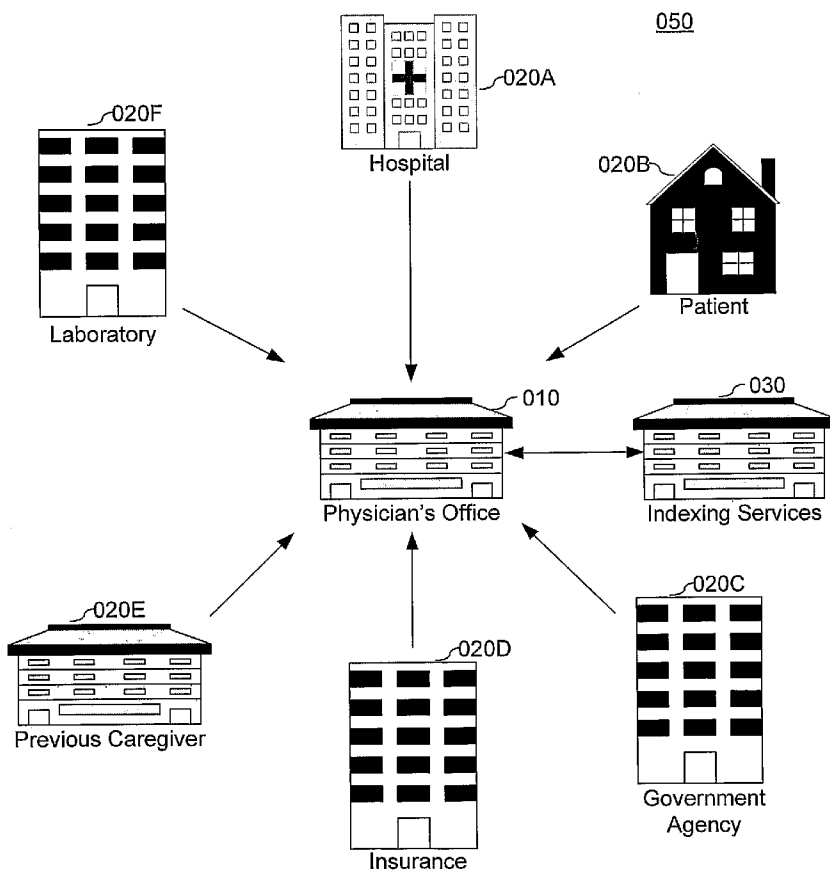 050
020A
Hospital
020F
Laboratory
020B
Patient
010
Physician's Office
030
Indexing Services
020E
Previous Caregiver
020D
Insurance
020C
Government
Agency